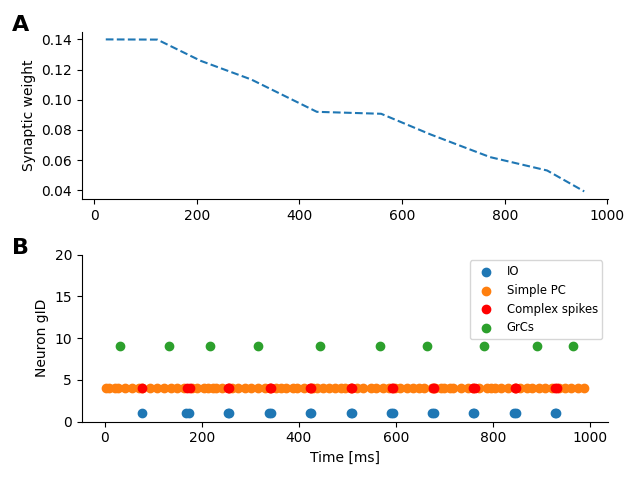 A
Synaptic weight
0.14
0.12
0.10
0.08
0.06
0.04
0 200 400 600 800 1000
B
Neuron gID
20
15
10
5
0
IO
Simple PC
Complex spikes
GrCs
0 200 400 600 800 1000
Time [ms]